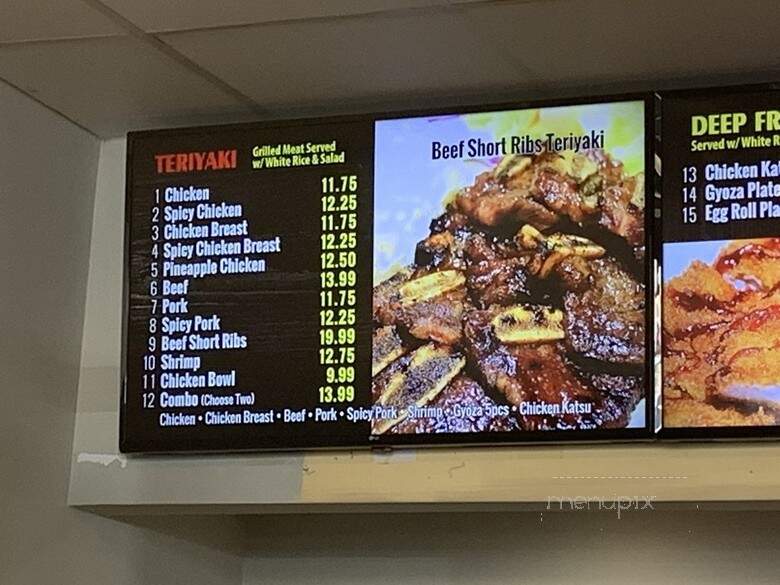 TERIYAKI
Grilled Meat Served
w/ White Rice & Salad
1 Chicken 11.75
2 Spicy Chicken 12.25
3 Chicken Breast 11.75
4 Spicy Chicken Breast 12.25
5 Pineapple Chicken 12.50
6 Beef 13.99
7 Pork 11.75
8 Spicy Pork 12.25
9 Beef Short Ribs 19.99
10 Shrimp 12.75
11 Chicken Bowl 9.99
12 Combo (Choose Two) 13.99
Chicken • Chicken Breast • Beef • Pork • Spicy Pork • Shrimp • Gyoza 5pcs • Chicken Katsu
Beef Short Ribs Teriyaki
DEEP FR
Served w/ White R
13 Chicken Ka
14 Gyoza Plate
15 Egg Roll Pla
menupix